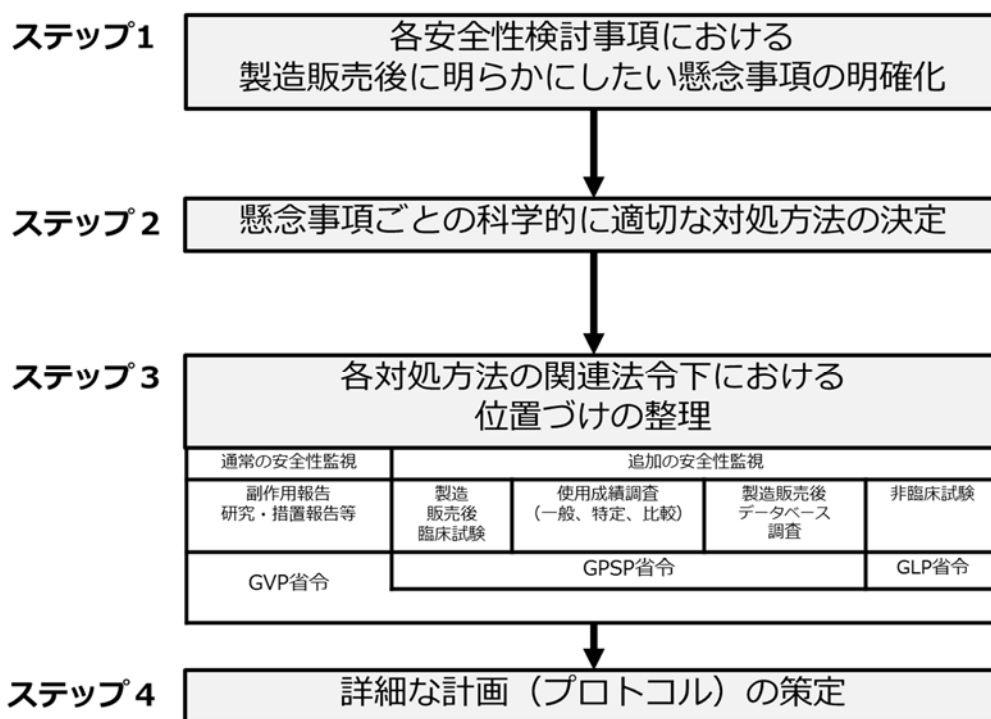 ステップ1
各安全性検討事項における
製造販売後に明らかにしたい懸念事項の明確化
ステップ2
懸念事項ごとの科学的に適切な対処方法の決定
ステップ3
各対処方法の関連法令下における
位置づけの整理
通常の安全性監視
追加の安全性監視
副作用報告
研究・措置報告等
製造
販売後
臨床試験
使用成績調査
(一般、特定、比較)
製造販売後
データベース
調査
非臨床試験
GVP省令
GPSP省令
GLP省令
ステップ4
詳細な計画(プロトコル)の策定